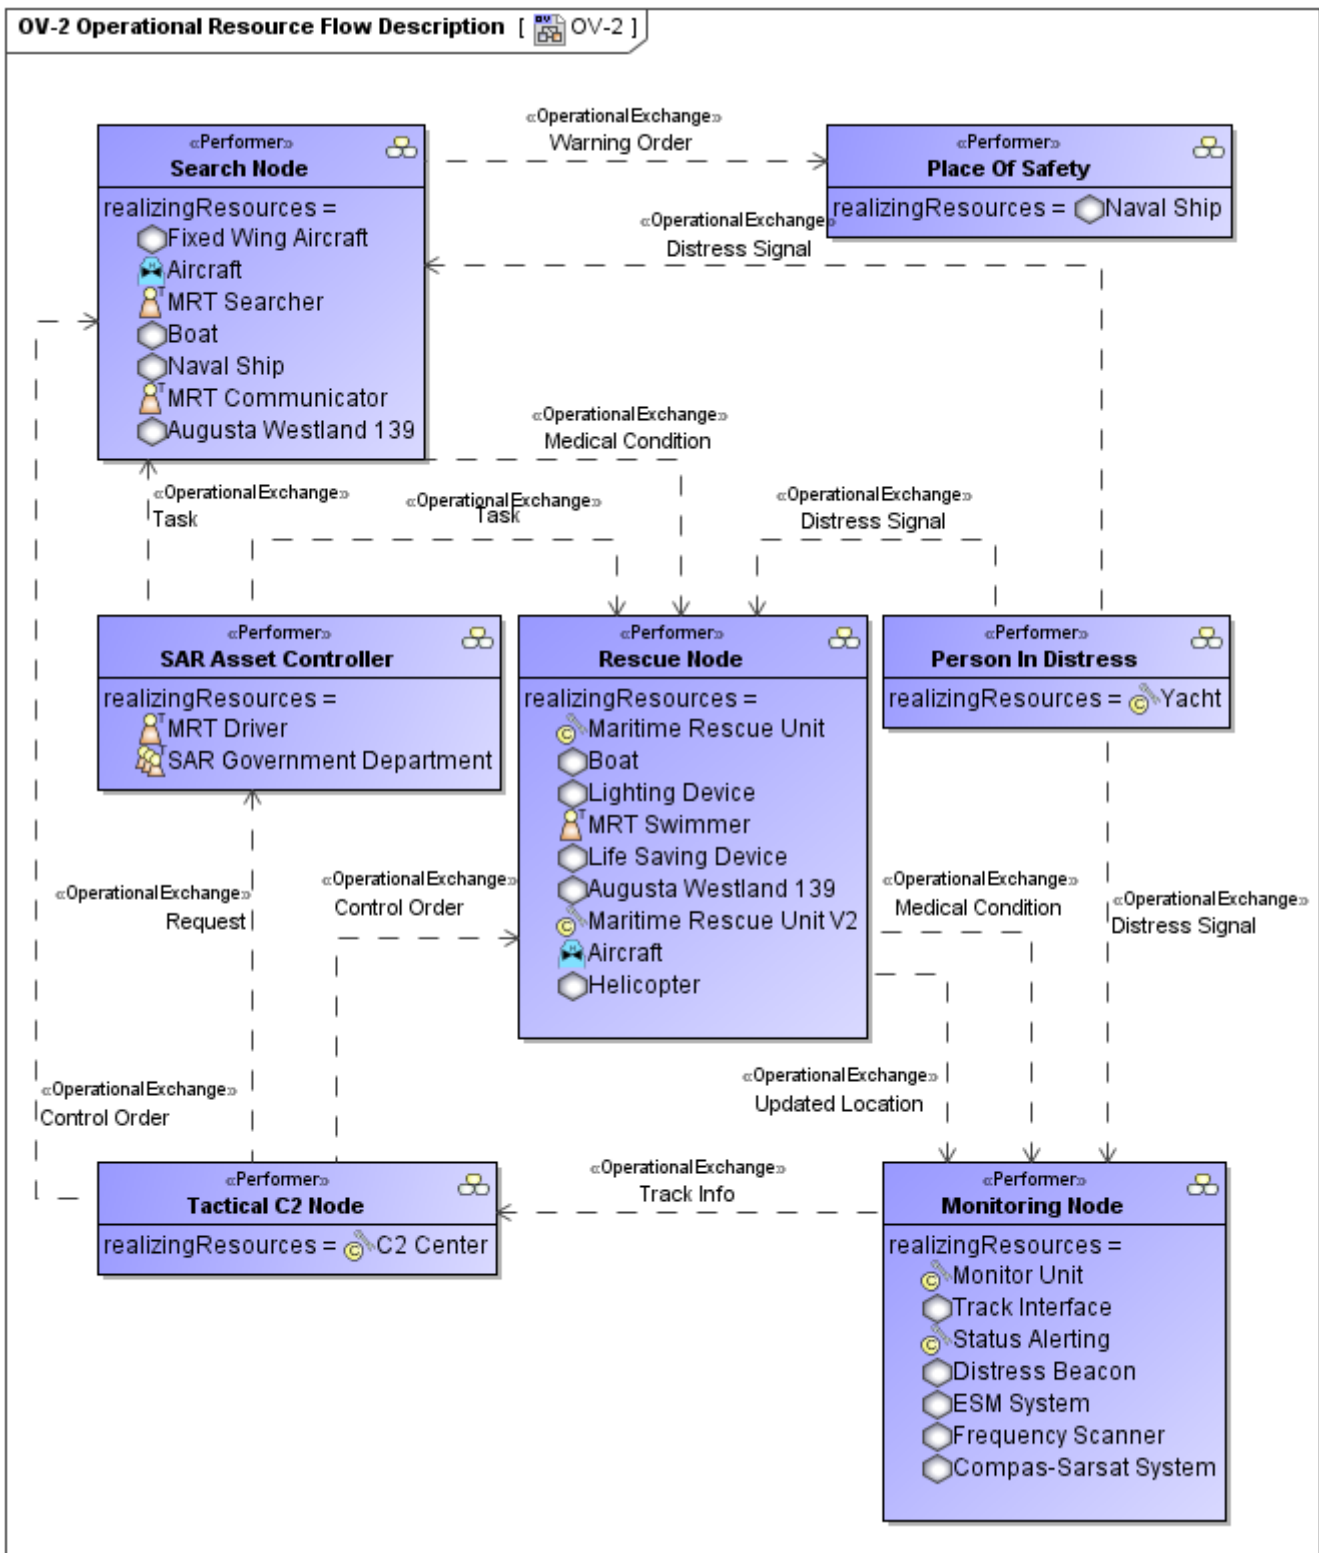 OV-2 Operational Resource Flow Description [ OV-2 ]
«OperationalExchange»
Warning Order
«Performer»
Search Node
realizingResources =
Fixed Wing Aircraft
Aircraft
MRT Searcher
Boat
Naval Ship
MRT Communicator
Augusta Westland 139
«Performer»
Place Of Safety
realizingResources = Naval Ship
«OperationalExchange»
Distress Signal
«OperationalExchange»
Medical Condition
«OperationalExchange»
Task
«OperationalExchange»
Task
«OperationalExchange»
Distress Signal
«Performer»
SAR Asset Controller
realizingResources =
MRT Driver
SAR Government Department
«Performer»
Rescue Node
realizingResources =
Maritime Rescue Unit
Boat
Lighting Device
MRT Swimmer
Life Saving Device
Augusta Westland 139
Maritime Rescue Unit V2
Aircraft
Helicopter
«Performer»
Person In Distress
realizingResources = Yacht
«OperationalExchange»
Request
«OperationalExchange»
Control Order
«OperationalExchange»
Medical Condition
«OperationalExchange»
Distress Signal
«OperationalExchange»
Control Order
«OperationalExchange»
Updated Location
«Performer»
Tactical C2 Node
realizingResources = C2 Center
«OperationalExchange»
Track Info
«Performer»
Monitoring Node
realizingResources =
Monitor Unit
Track Interface
Status Alerting
Distress Beacon
ESM System
Frequency Scanner
Compas-Sarsat System